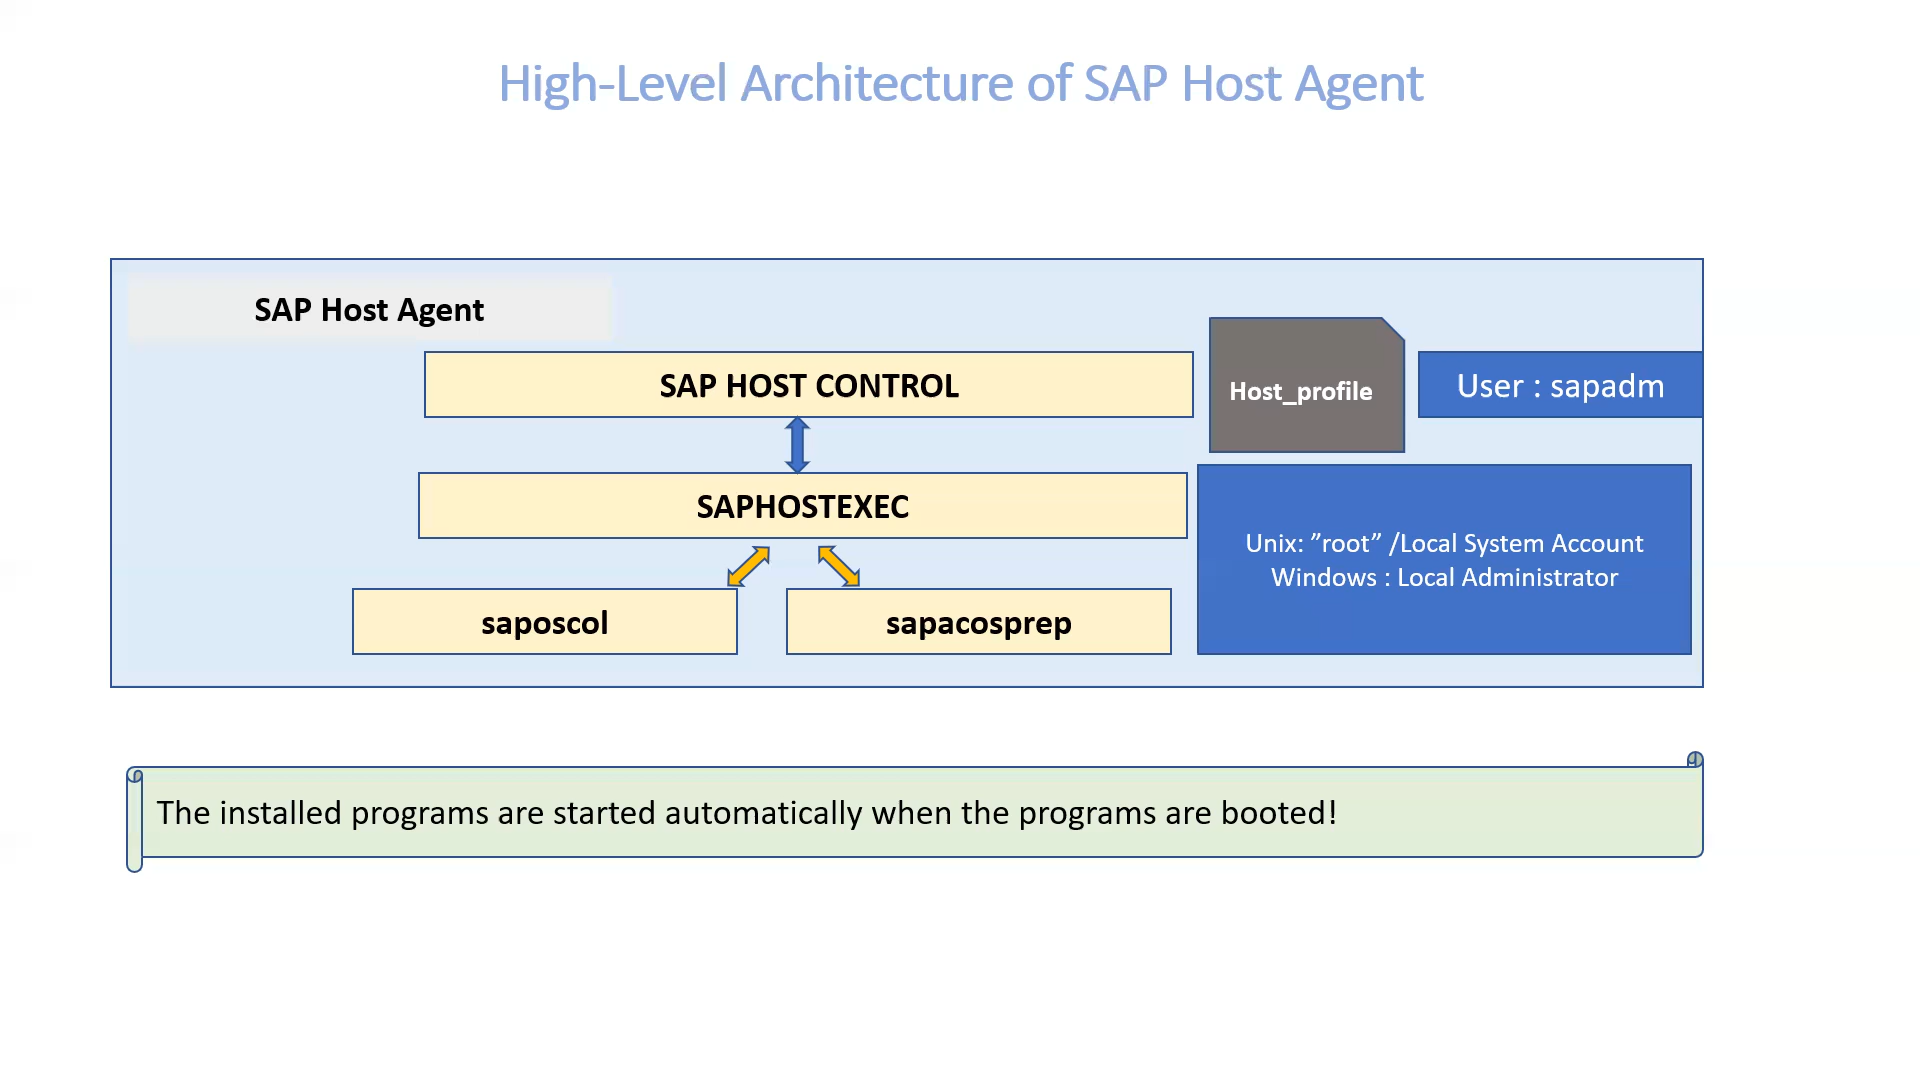 High-Level Architecture of SAP Host Agent
SAP Host Agent
SAP HOST CONTROL
Host_profile
User : sapadm
SAPHOSTEXEC
Unix: ”root” /Local System Account
Windows : Local Administrator
saposcol
sapacosprep
The installed programs are started automatically when the programs are booted!